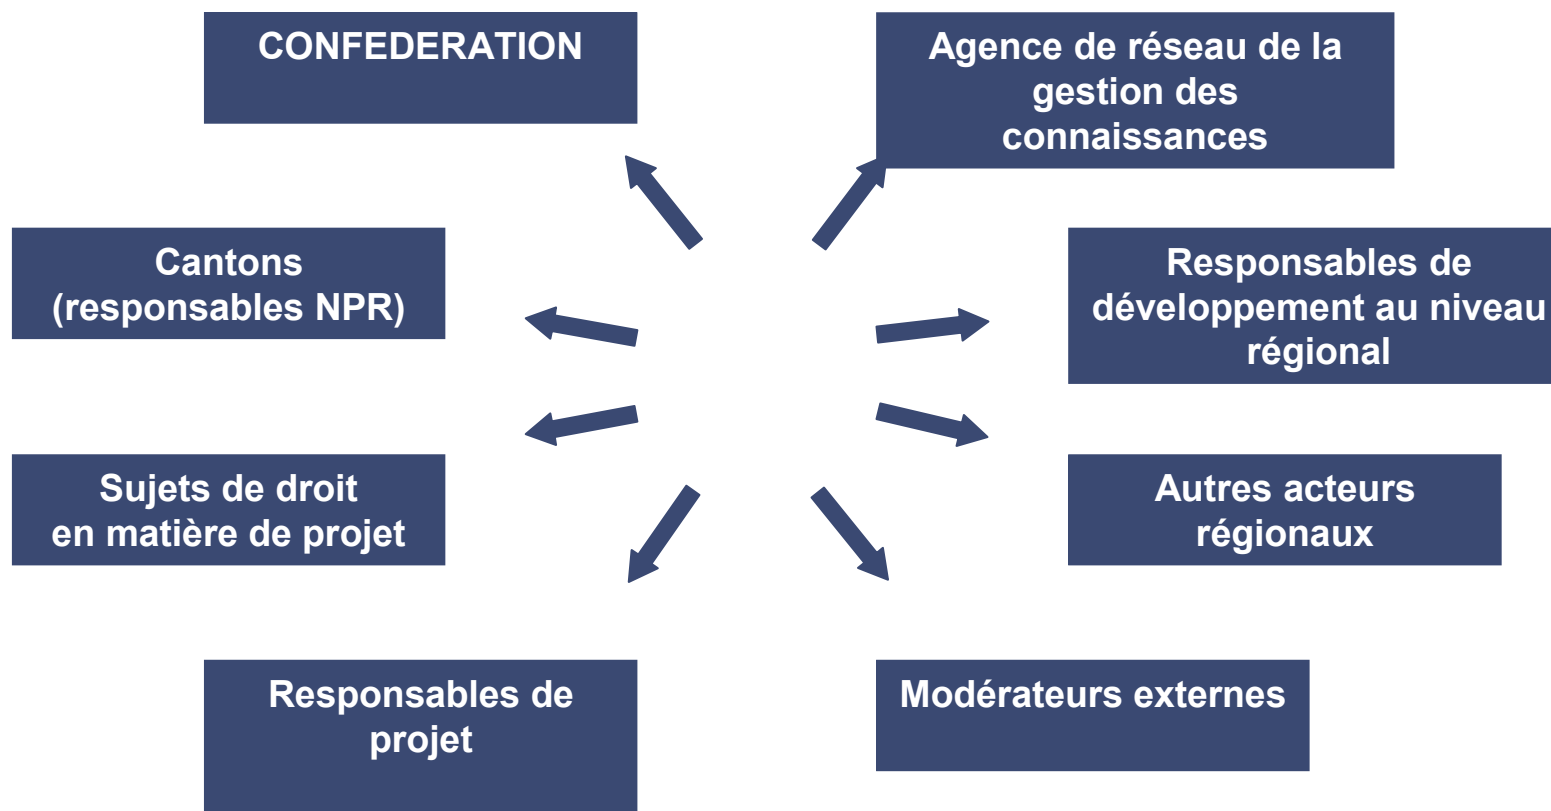 CONFEDERATION
Agence de réseau de la
gestion des
connaissances
Cantons
(responsables NPR)
Responsables de
développement au niveau
régional
Sujets de droit
en matière de projet
Autres acteurs
régionaux
Responsables de
projet
Modérateurs externes